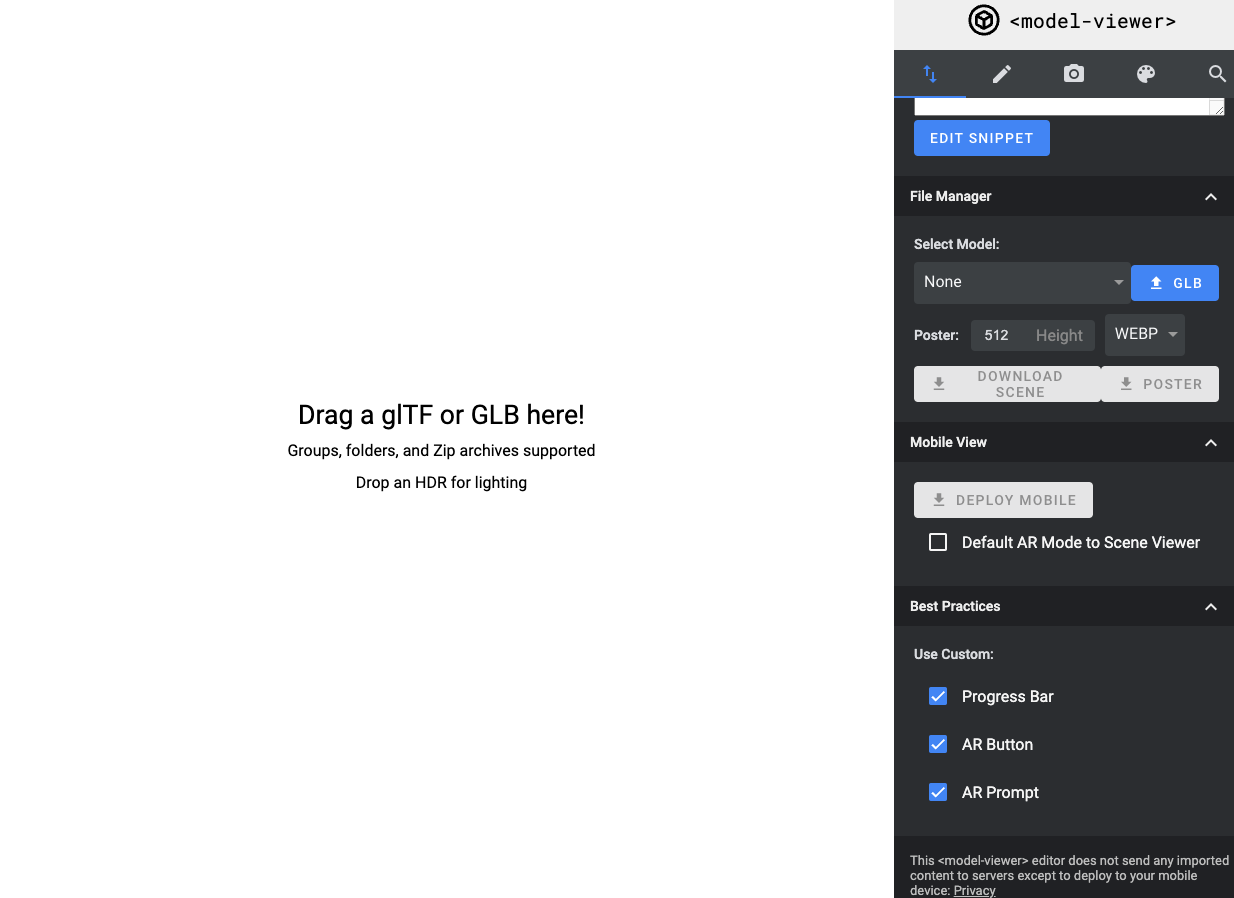 Drag a glTF or GLB here!
Groups, folders, and Zip archives supported
Drop an HDR for lighting
<model-viewer>
EDIT SNIPPET
File Manager
Select Model:
None
GLB
Poster:
512 Height
WEBP
DOWNLOAD
SCENE
POSTER
Mobile View
DEPLOY MOBILE
Default AR Mode to Scene Viewer
Best Practices
Use Custom:
Progress Bar
AR Button
AR Prompt
This <model-viewer> editor does not send any imported
content to servers except to deploy to your mobile
device: Privacy